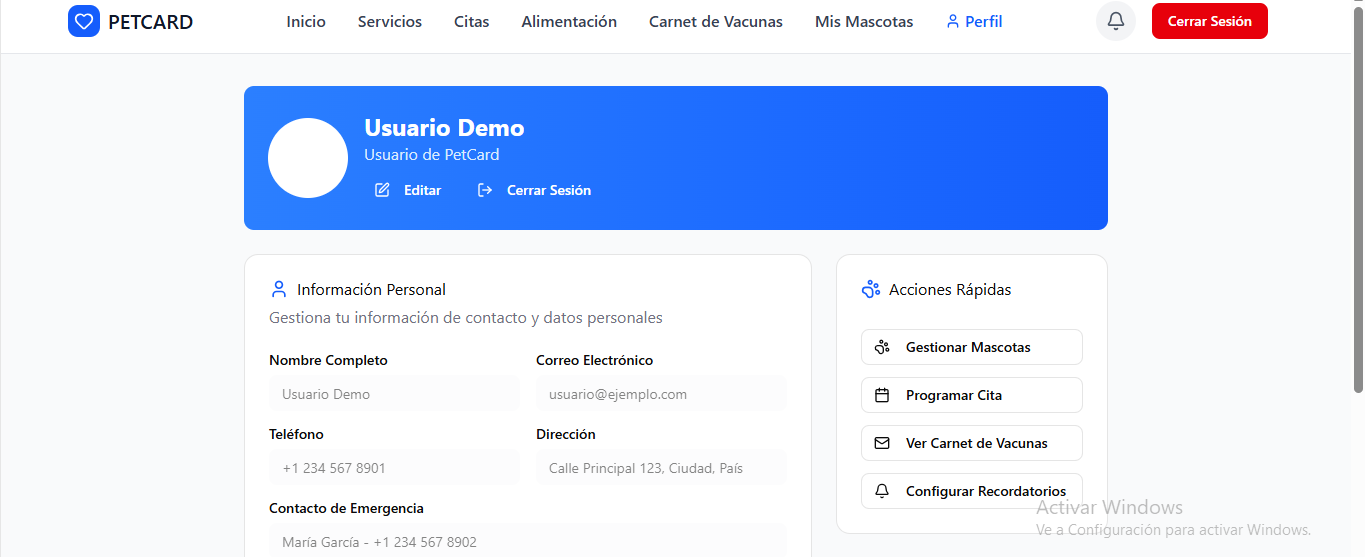 PETCARD
Inicio
Servicios
Citas
Alimentación
Carnet de Vacunas
Mis Mascotas
Perfil
Cerrar Sesión
Usuario Demo
Usuario de PetCard
Editar
Cerrar Sesión
Información Personal
Gestiona tu información de contacto y datos personales
Nombre Completo
Correo Electrónico
Usuario Demo
usuario@ejemplo.com
Teléfono
Dirección
+1 234 567 8901
Calle Principal 123, Ciudad, País
Contacto de Emergencia
María García - +1 234 567 8902
Acciones Rápidas
Gestionar Mascotas
Programar Cita
Ver Carnet de Vacunas
Configurar Recordatorios
Activar Windows
Ve a Configuración para activar Windows.